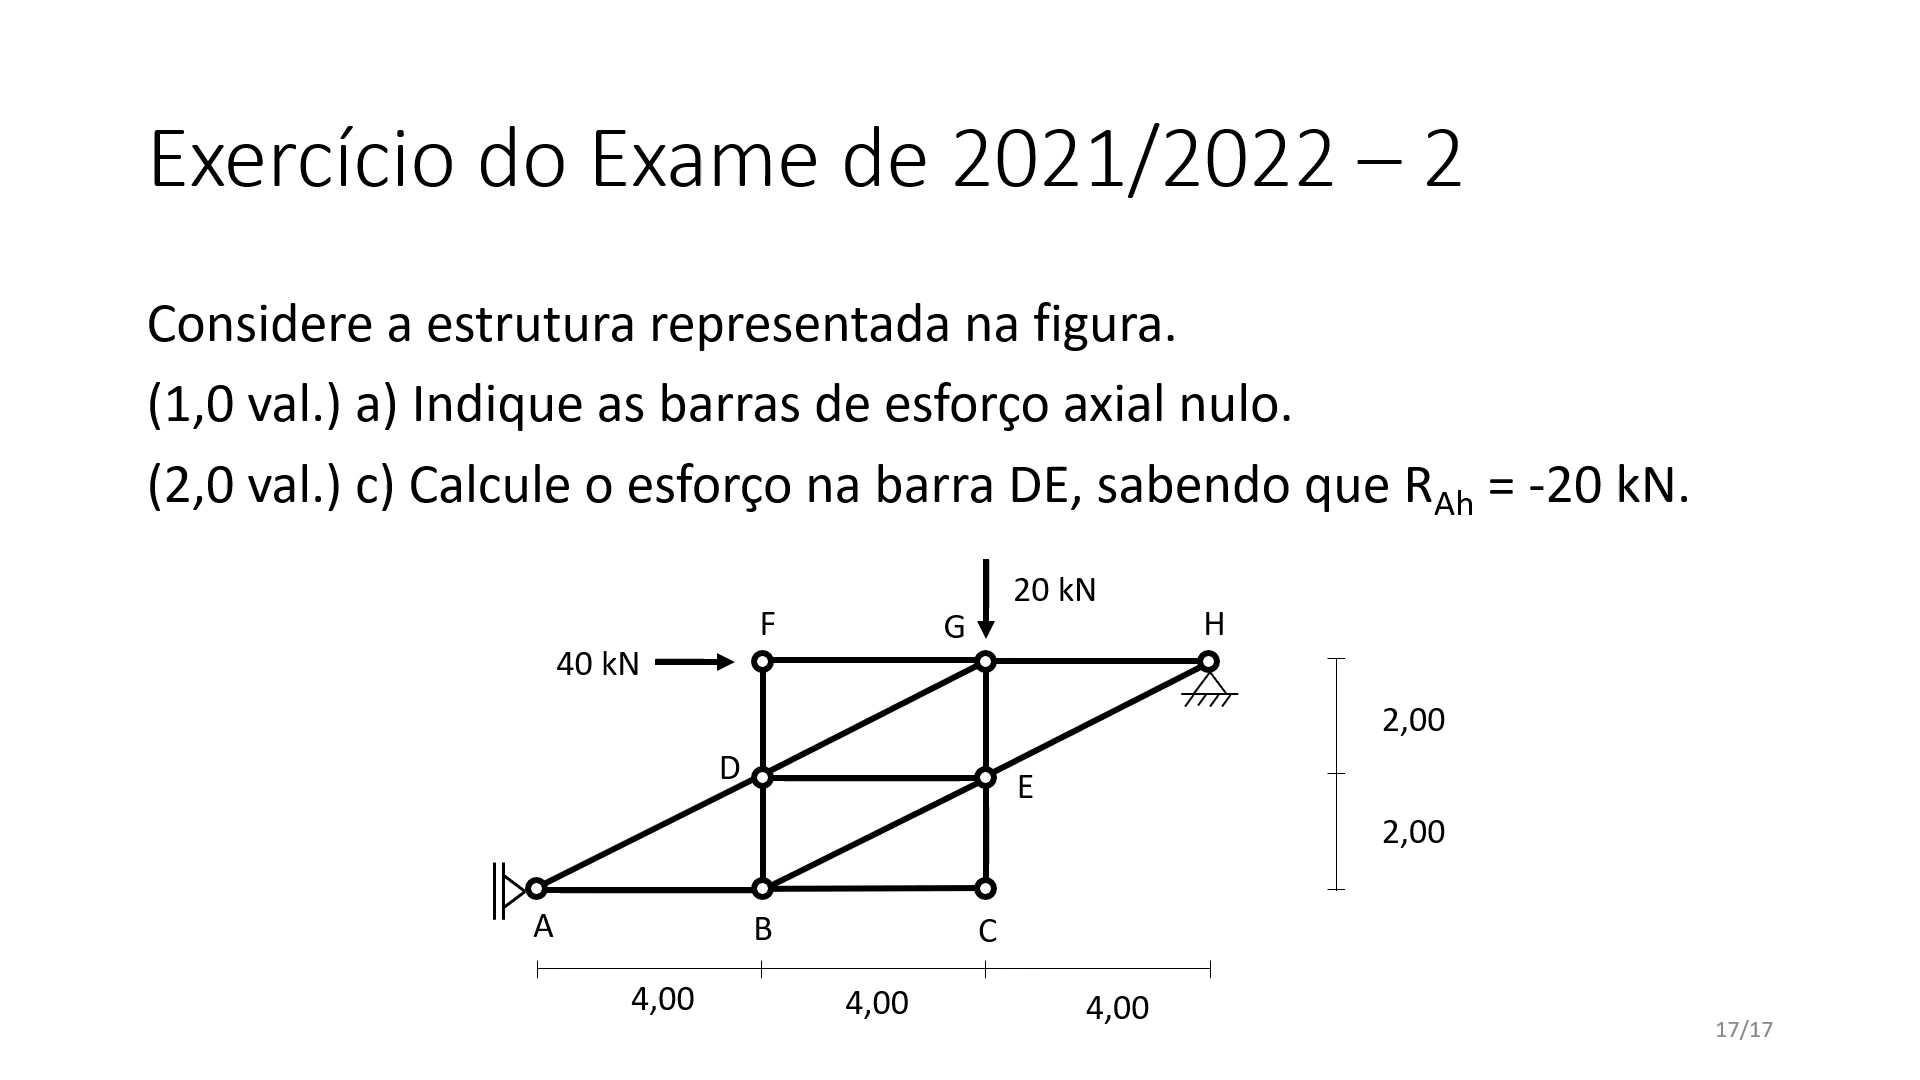 Exercício do Exame de 2021/2022 – 2
Considere a estrutura representada na figura.
(1,0 val.) a) Indique as barras de esforço axial nulo.
(2,0 val.) c) Calcule o esforço na barra DE, sabendo que R_Ah = -20 kN.
20 kN
F
G
H
40 kN
2,00
D
E
2,00
A
B
C
4,00
4,00
4,00
17/17